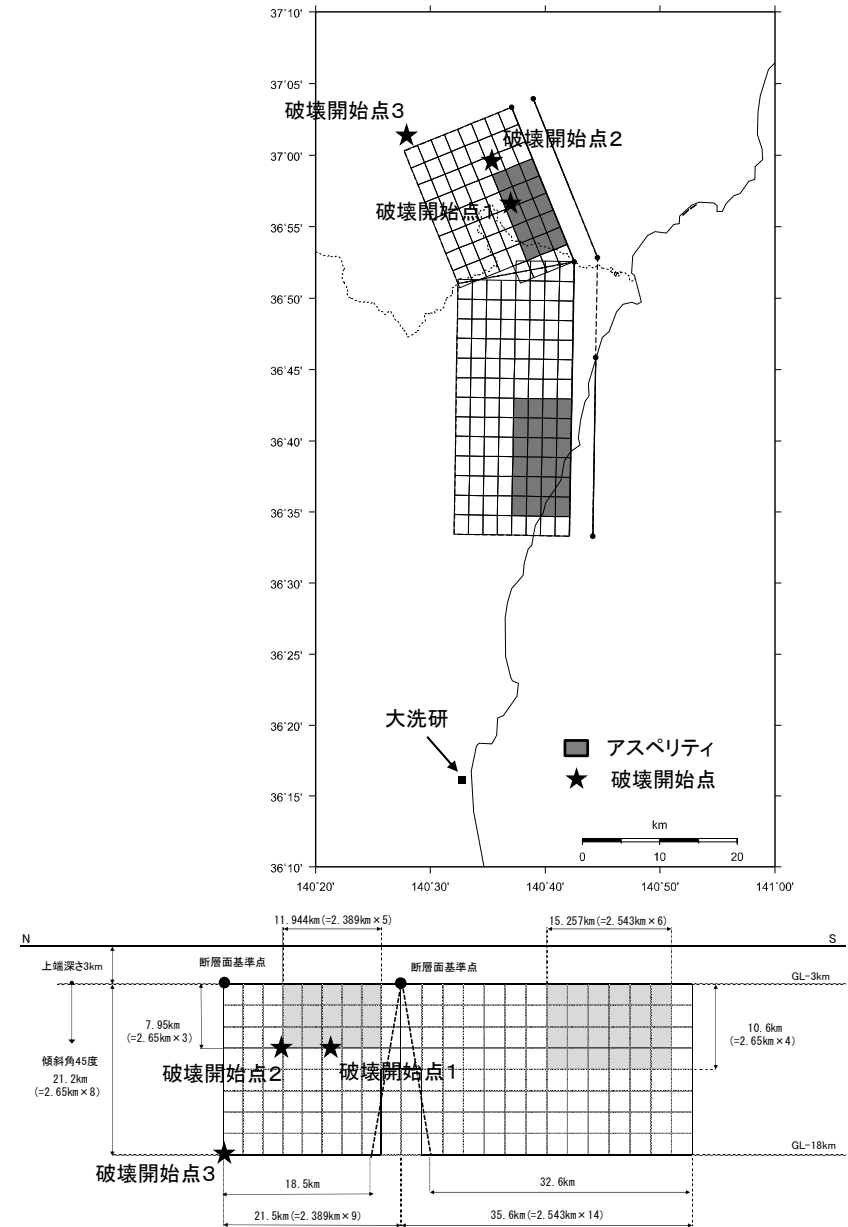 37°10'
37°05'
破壊開始点3
破壊開始点2
37°00'
破壊開始点1
36°55'
36°50'
36°45'
36°40'
36°35'
36°30'
36°25'
36°20'
大洗研
アスペリティ
破壊開始点
36°15'
km
0 10 20
36°10'
140°20' 140°30' 140°40' 140°50' 141°00'
11.944km(=2.389km×5)
15.257km(=2.543km×6)
N
S
上端深さ3km
断層面基準点
断層面基準点
GL-3km
7.95km
(=2.65km×3)
10.6km
(=2.65km×4)
傾斜角45度
21.2km
(=2.65km×8)
破壊開始点2
破壊開始点1
GL-18km
破壊開始点3
18.5km
32.6km
21.5km(=2.389km×9)
35.6km(=2.543km×14)